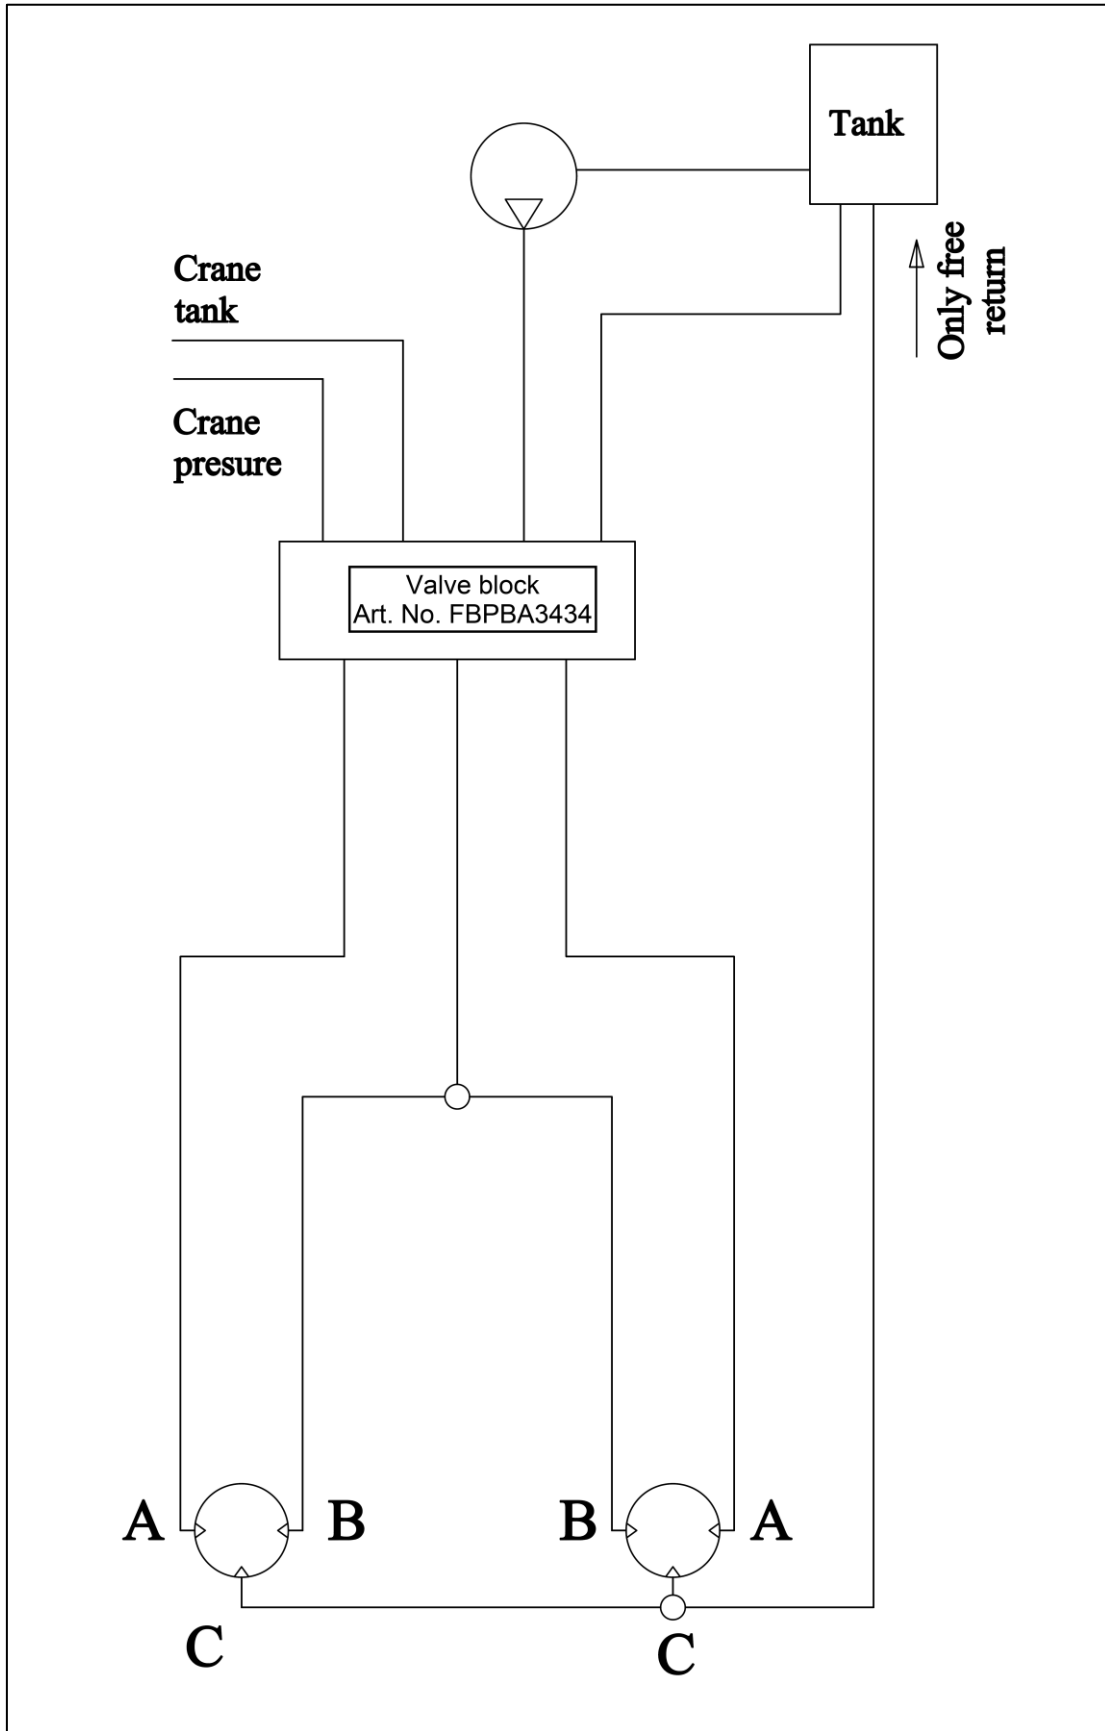 Tank
Only free
return
Crane
tank
Crane
presure
Valve block
Art. No. FBPBA3434
A
B
B
A
C
C